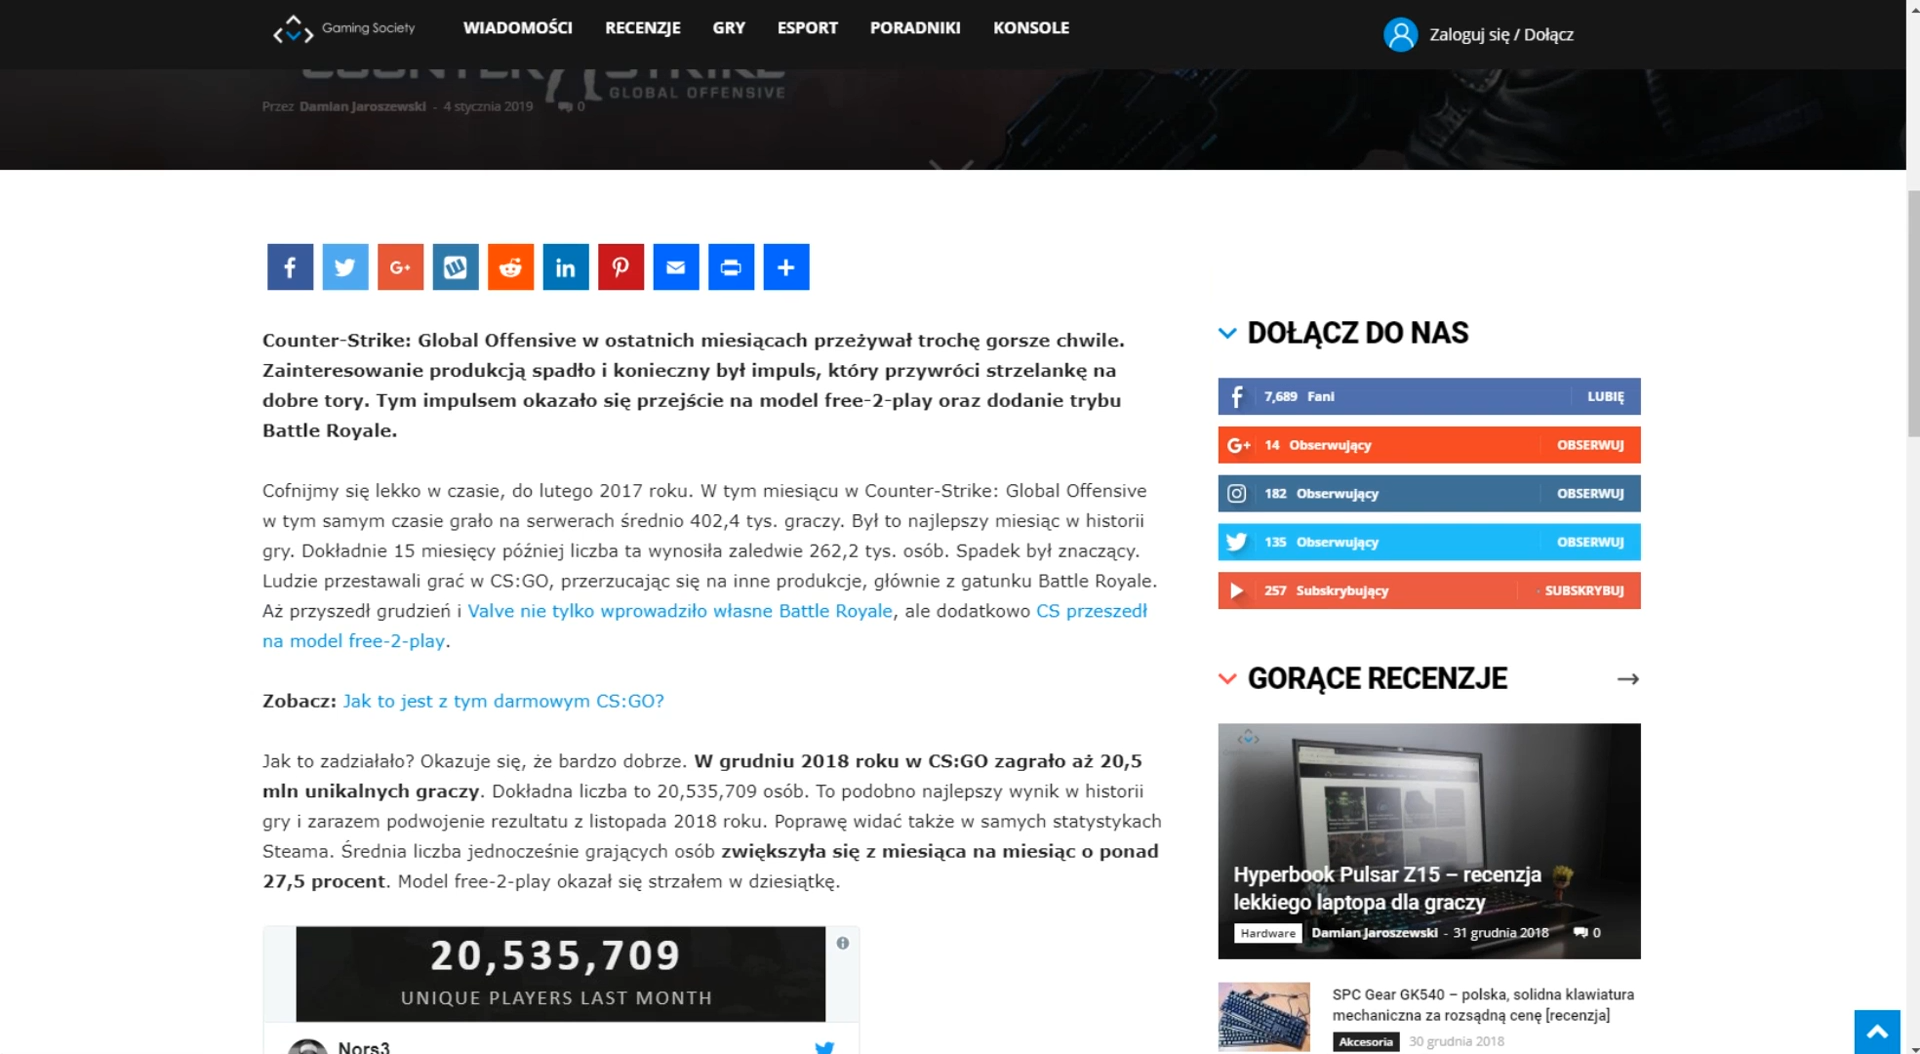 Gaming Society
WIADOMOŚCI RECENZJE GRY ESPORT PORADNIKI KONSOLE
Zaloguj się / Dołącz
COUNTER STRIKE
GLOBAL OFFENSIVE
Przez Damian Jaroszewski - 4 stycznia 2019 0
Counter-Strike: Global Offensive w ostatnich miesiącach przeżywał trochę gorsze chwile.
Zainteresowanie produkcją spadło i konieczny był impuls, który przywróci strzelankę na
dobre tory. Tym impulsem okazało się przejście na model free-2-play oraz dodanie trybu
Battle Royale.
Cofnijmy się lekko w czasie, do lutego 2017 roku. W tym miesiącu w Counter-Strike: Global Offensive
w tym samym czasie grało na serwerach średnio 402,4 tys. graczy. Był to najlepszy miesiąc w historii
gry. Dokładnie 15 miesięcy później liczba ta wynosiła zaledwie 262,2 tys. osób. Spadek był znaczący.
Ludzie przestawali grać w CS:GO, przerzucając się na inne produkcje, głównie z gatunku Battle Royale.
Aż przyszedł grudzień i Valve nie tylko wprowadziło własne Battle Royale, ale dodatkowo CS przeszedł
na model free-2-play.
Zobacz: Jak to jest z tym darmowym CS:GO?
Jak to zadziałało? Okazuje się, że bardzo dobrze. W grudniu 2018 roku w CS:GO zagrało aż 20,5
mln unikalnych graczy. Dokładna liczba to 20,535,709 osób. To podobno najlepszy wynik w historii
gry i zarazem podwojenie rezultatu z listopada 2018 roku. Poprawę widać także w samych statystykach
Steama. Średnia liczba jednocześnie grających osób zwiększyła się z miesiąca na miesiąc o ponad
27,5 procent. Model free-2-play okazał się strzałem w dziesiątkę.
20,535,709
UNIQUE PLAYERS LAST MONTH
Nors3
DOŁĄCZ DO NAS
7,689 Fani LUBIĘ
G+ 14 Obserwujący OBSERWUJ
182 Obserwujący OBSERWUJ
135 Obserwujący OBSERWUJ
257 Subskrybujący SUBSKRYBUJ
GORĄCE RECENZJE
Hyperbook Pulsar Z15 – recenzja
lekkiego laptopa dla graczy
Hardware Damian Jaroszewski - 31 grudnia 2018 0
SPC Gear GK540 – polska, solidna klawiatura
mechaniczna za rozsądną cenę [recenzja]
Akcesoria 30 grudnia 2018